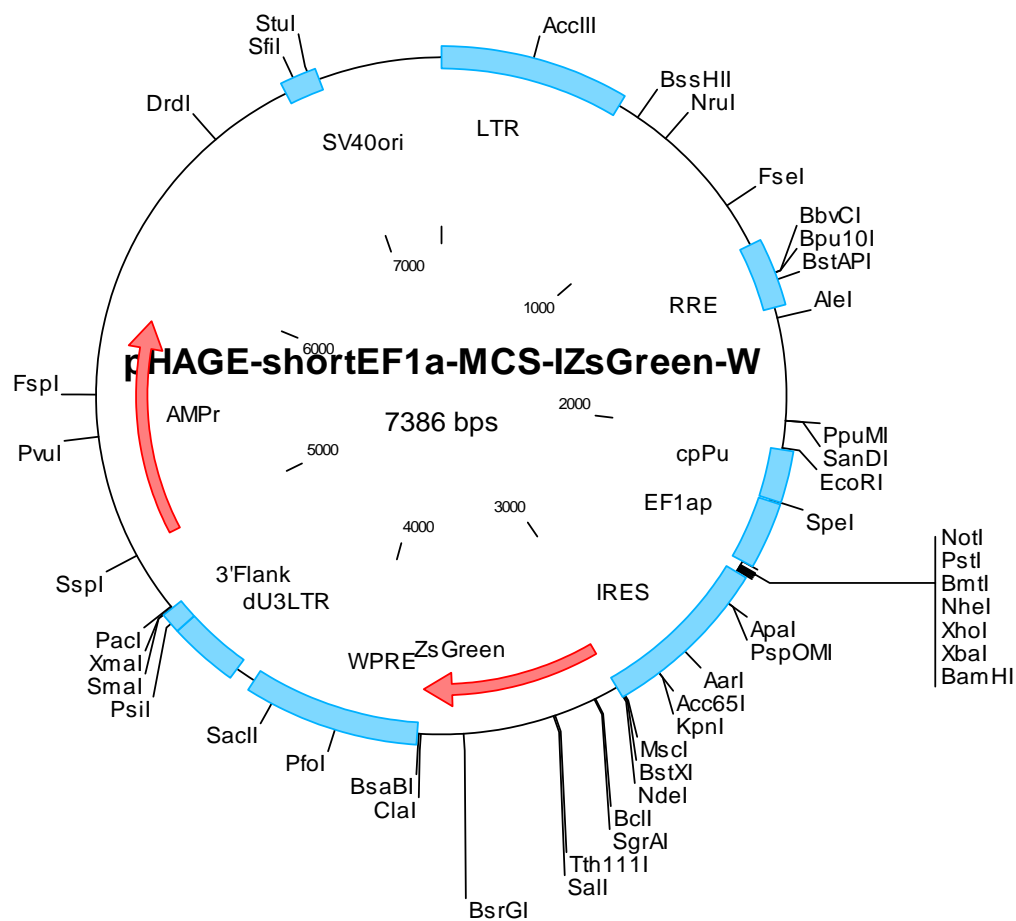 StuI
SfiI
AccIII
DrdI
BssHII
NruI
SV40ori
LTR
FseI
BbvCI
Bpu10I
BstAPI
7000
1000
RRE
AleI
6000
pHAGE-shortEF1a-MCS-IZsGreen-W
FspI
AMPr
7386 bps
2000
PvuI
5000
cpPu
PpuMI
SanDI
EcoRI
EF1ap
SpeI
4000
3000
NotI
PstI
BmtI
NheI
XhoI
XbaI
BamHI
SspI
3'Flank
dU3LTR
IRES
ApaI
PspOMI
PacI
XmaI
SmaI
PsiI
WPRE
ZsGreen
AarI
Acc65I
KpnI
SacII
PfoI
MscI
BstXI
NdeI
BsaBI
ClaI
BclI
SgrAI
Tth111I
SalI
BsrGI